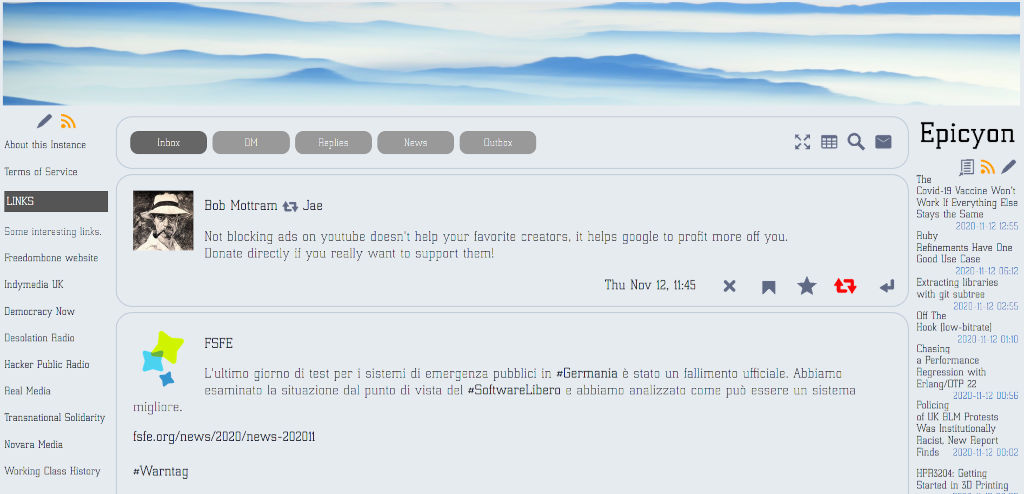 About this Instance
Terms of Service
LINKS
Some interesting links.
Freedombone website
Indymedia UK
Democracy Now
Desolation Radio
Hacker Public Radio
Real Media
Transnational Solidarity
Novara Media
Working Class History
Inbox
DM
Replies
News
Outbox
Bob Mottram Jae
Not blocking ads on youtube doesn't help your favorite creators, it helps google to profit more off you.
Donate directly if you really want to support them!
Thu Nov 12, 11:45
FSFE
L'ultimo giorno di test per i sistemi di emergenza pubblici in #Germania è stato un fallimento ufficiale. Abbiamo
esaminato la situazione dal punto di vista del #SoftwareLibero e abbiamo analizzato come può essere un sistema
migliore.
fsfe.org/news/2020/news-202011
#Warntag
Epicyon
The
Covid-19 Vaccine Won't
Work If Everything Else
Stays the Same
2020-11-12 12:55
Ruby
Refinements Have One
Good Use Case
2020-11-12 06:12
Extracting libraries
with git subtree
2020-11-12 02:55
Off The
Hook (low-bitrate)
2020-11-12 01:10
Chasing
a Performance
Regression with
Erlang/OTP 22
2020-11-12 00:56
Policing
of UK BLM Protests
Was Institutionally
Racist, New Report
Finds 2020-11-12 00:02
HPR3204: Getting
Started in 3D Printing